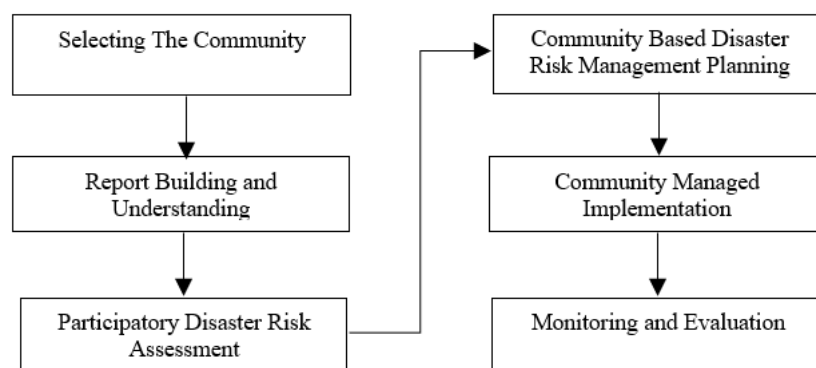 Selecting The Community
Report Building and
Understanding
Participatory Disaster Risk
Assessment
Community Based Disaster
Risk Management Planning
Community Managed
Implementation
Monitoring and Evaluation